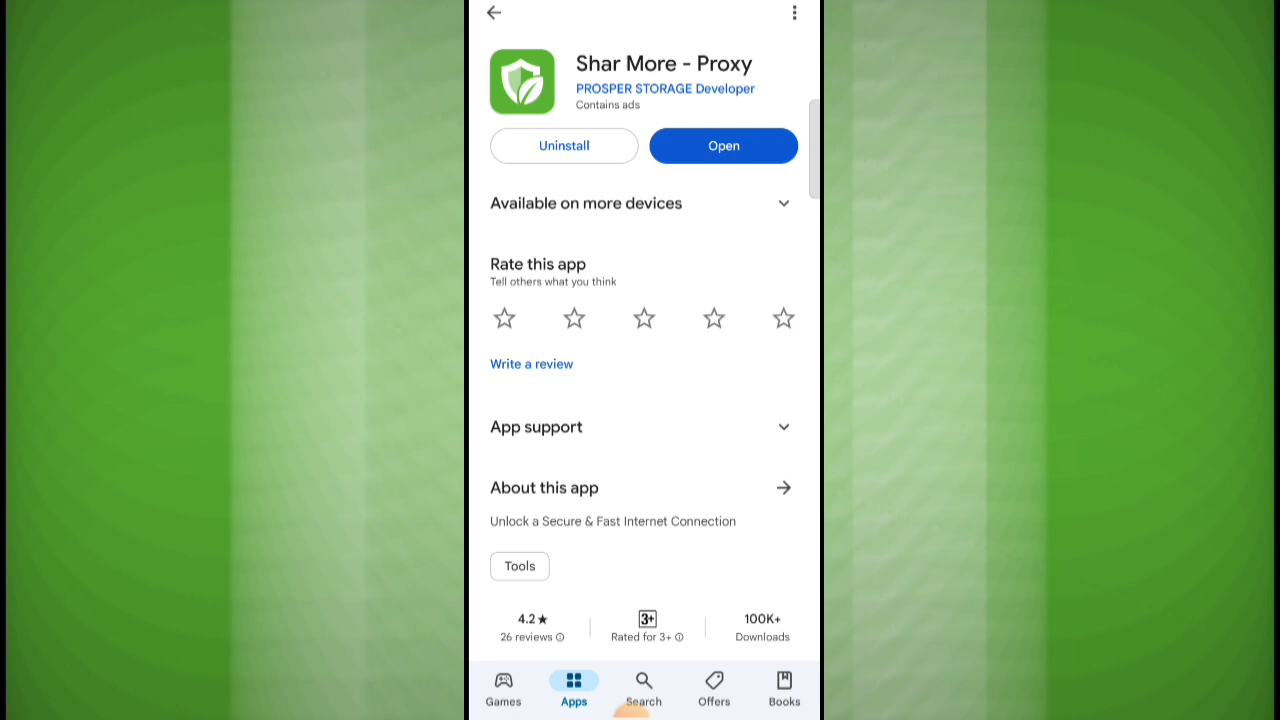 Shar More - Proxy
PROSPER STORAGE Developer
Contains ads
Uninstall
Open
Available on more devices
Rate this app
Tell others what you think
Write a review
App support
About this app
Unlock a Secure & Fast Internet Connection
Tools
4.2★ 3+ 100K+
26 reviews Rated for 3+ Downloads
Games Apps Search Offers Books